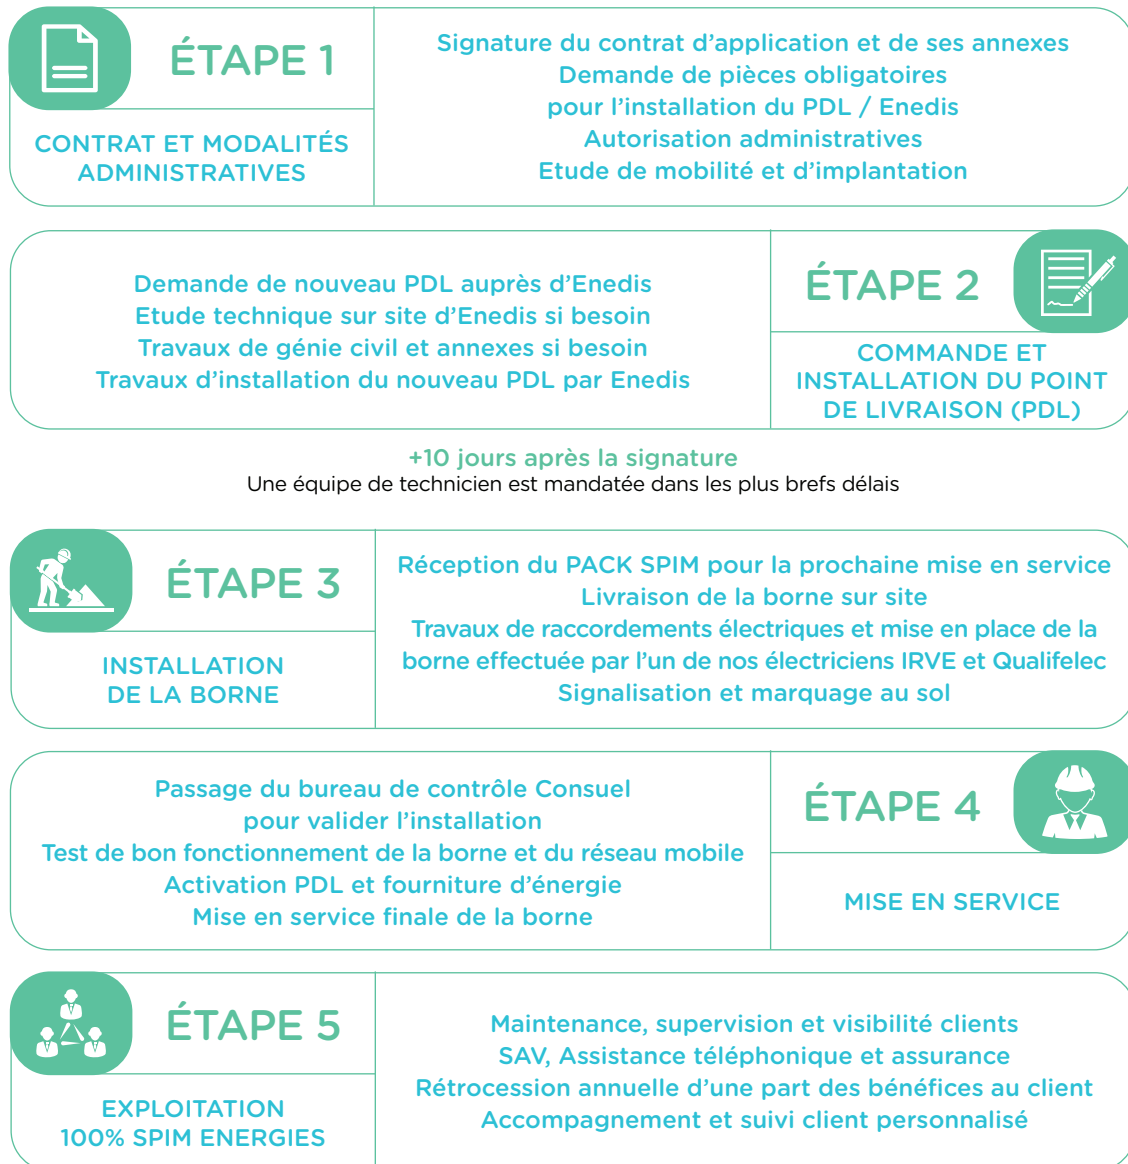 ÉTAPE 1
CONTRAT ET MODALITÉS
ADMINISTRATIVES
Signature du contrat d'application et de ses annexes
Demande de pièces obligatoires
pour l'installation du PDL / Enedis
Autorisation administratives
Etude de mobilité et d'implantation
Demande de nouveau PDL auprès d'Enedis
Etude technique sur site d'Enedis si besoin
Travaux de génie civil et annexes si besoin
Travaux d'installation du nouveau PDL par Enedis
ÉTAPE 2
COMMANDE ET
INSTALLATION DU POINT
DE LIVRAISON (PDL)
+10 jours après la signature
Une équipe de technicien est mandatée dans les plus brefs délais
ÉTAPE 3
INSTALLATION
DE LA BORNE
Réception du PACK SPIM pour la prochaine mise en service
Livraison de la borne sur site
Travaux de raccordements électriques et mise en place de la
borne effectuée par l'un de nos électriciens IRVE et Qualifelec
Signalisation et marquage au sol
Passage du bureau de contrôle Consuel
pour valider l'installation
Test de bon fonctionnement de la borne et du réseau mobile
Activation PDL et fourniture d'énergie
Mise en service finale de la borne
ÉTAPE 4
MISE EN SERVICE
ÉTAPE 5
EXPLOITATION
100% SPIM ENERGIES
Maintenance, supervision et visibilité clients
SAV, Assistance téléphonique et assurance
Rétrocession annuelle d'une part des bénéfices au client
Accompagnement et suivi client personnalisé